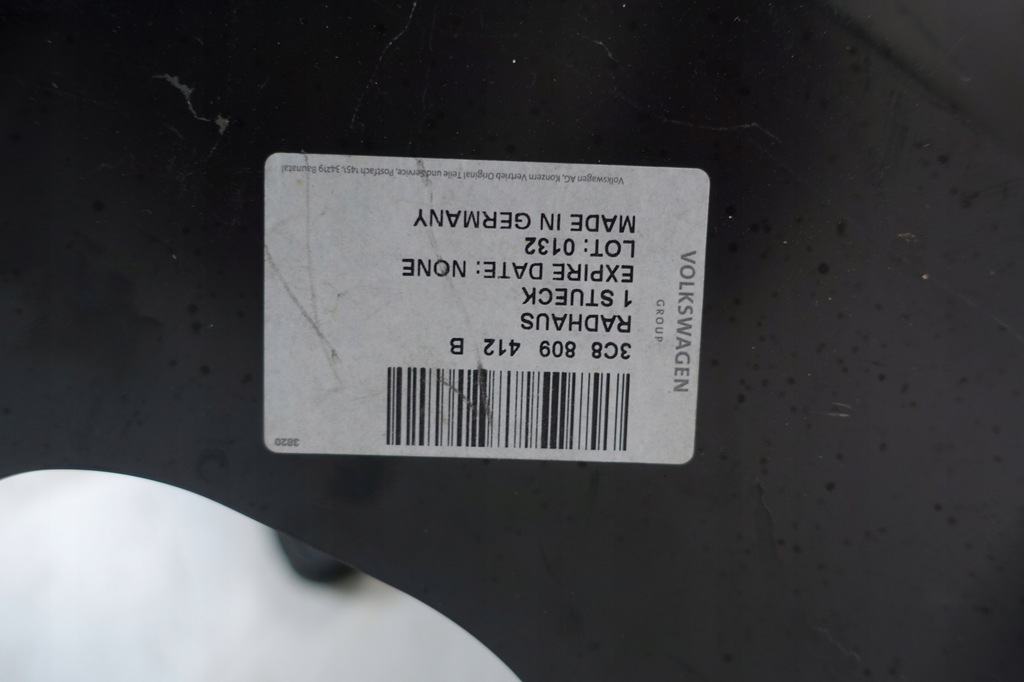 VOLKSWAGEN
GROUP
3C8 809 412 B
RADHAUS
1 STUECK
EXPIRE DATE: NONE
LOT: 0132
MADE IN GERMANY
Volkswagen AG, Konzern Vertrieb Original Teile und Service, Postfach 1451, 34219 Baunatal
3820